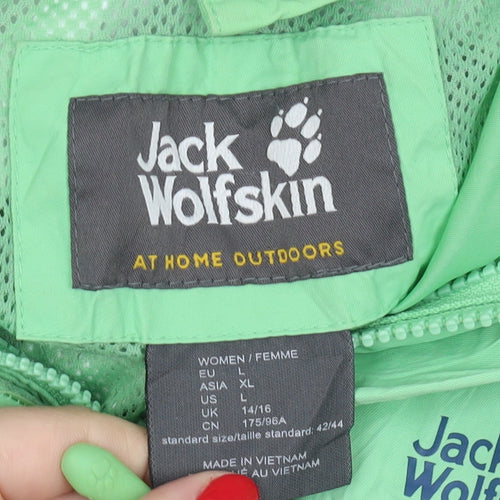 Jack
Wolfskin
AT HOME OUTDOORS
WOMEN / FEMME
EU L
ASIA XL
US L
UK 14/16
CN 175/96A
standard size/taille standard: 42/44
MADE IN VIETNAM
AU VIETNAM
Jack
Wolfs